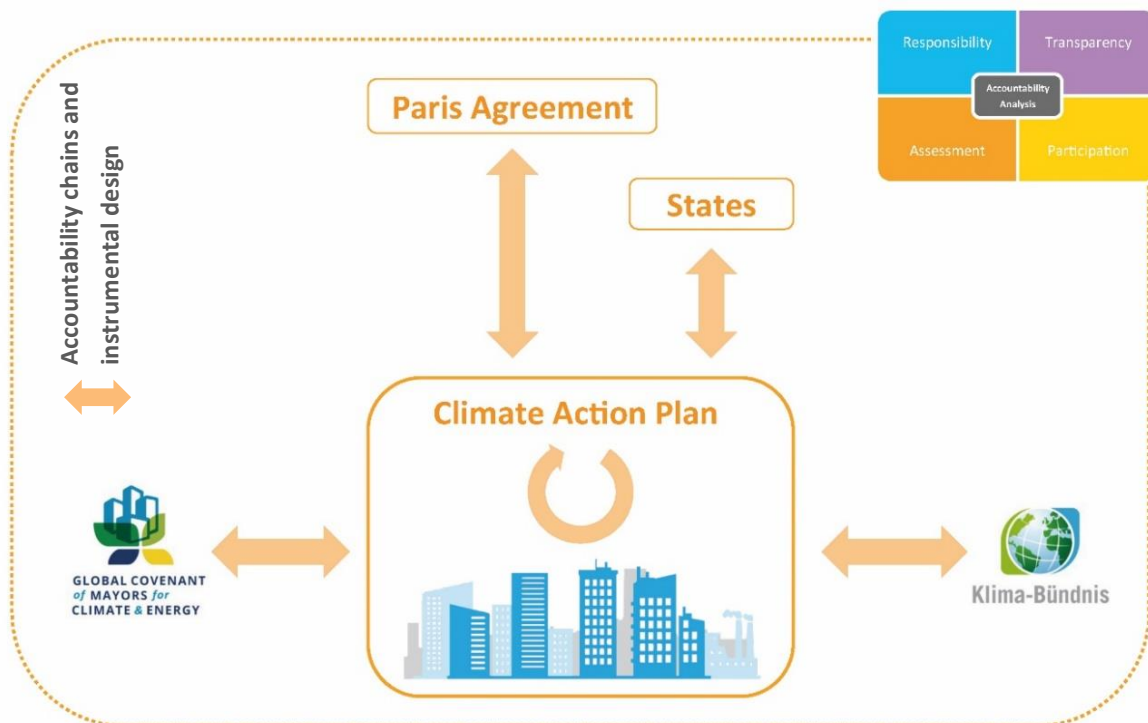 Responsibility
Transparency
Accountability
Analysis
Assessment
Participation
Accountability chains and
instrumental design
Paris Agreement
States
Climate Action Plan
GLOBAL COVENANT
of MAYORS for
CLIMATE & ENERGY
Klima-Bündnis